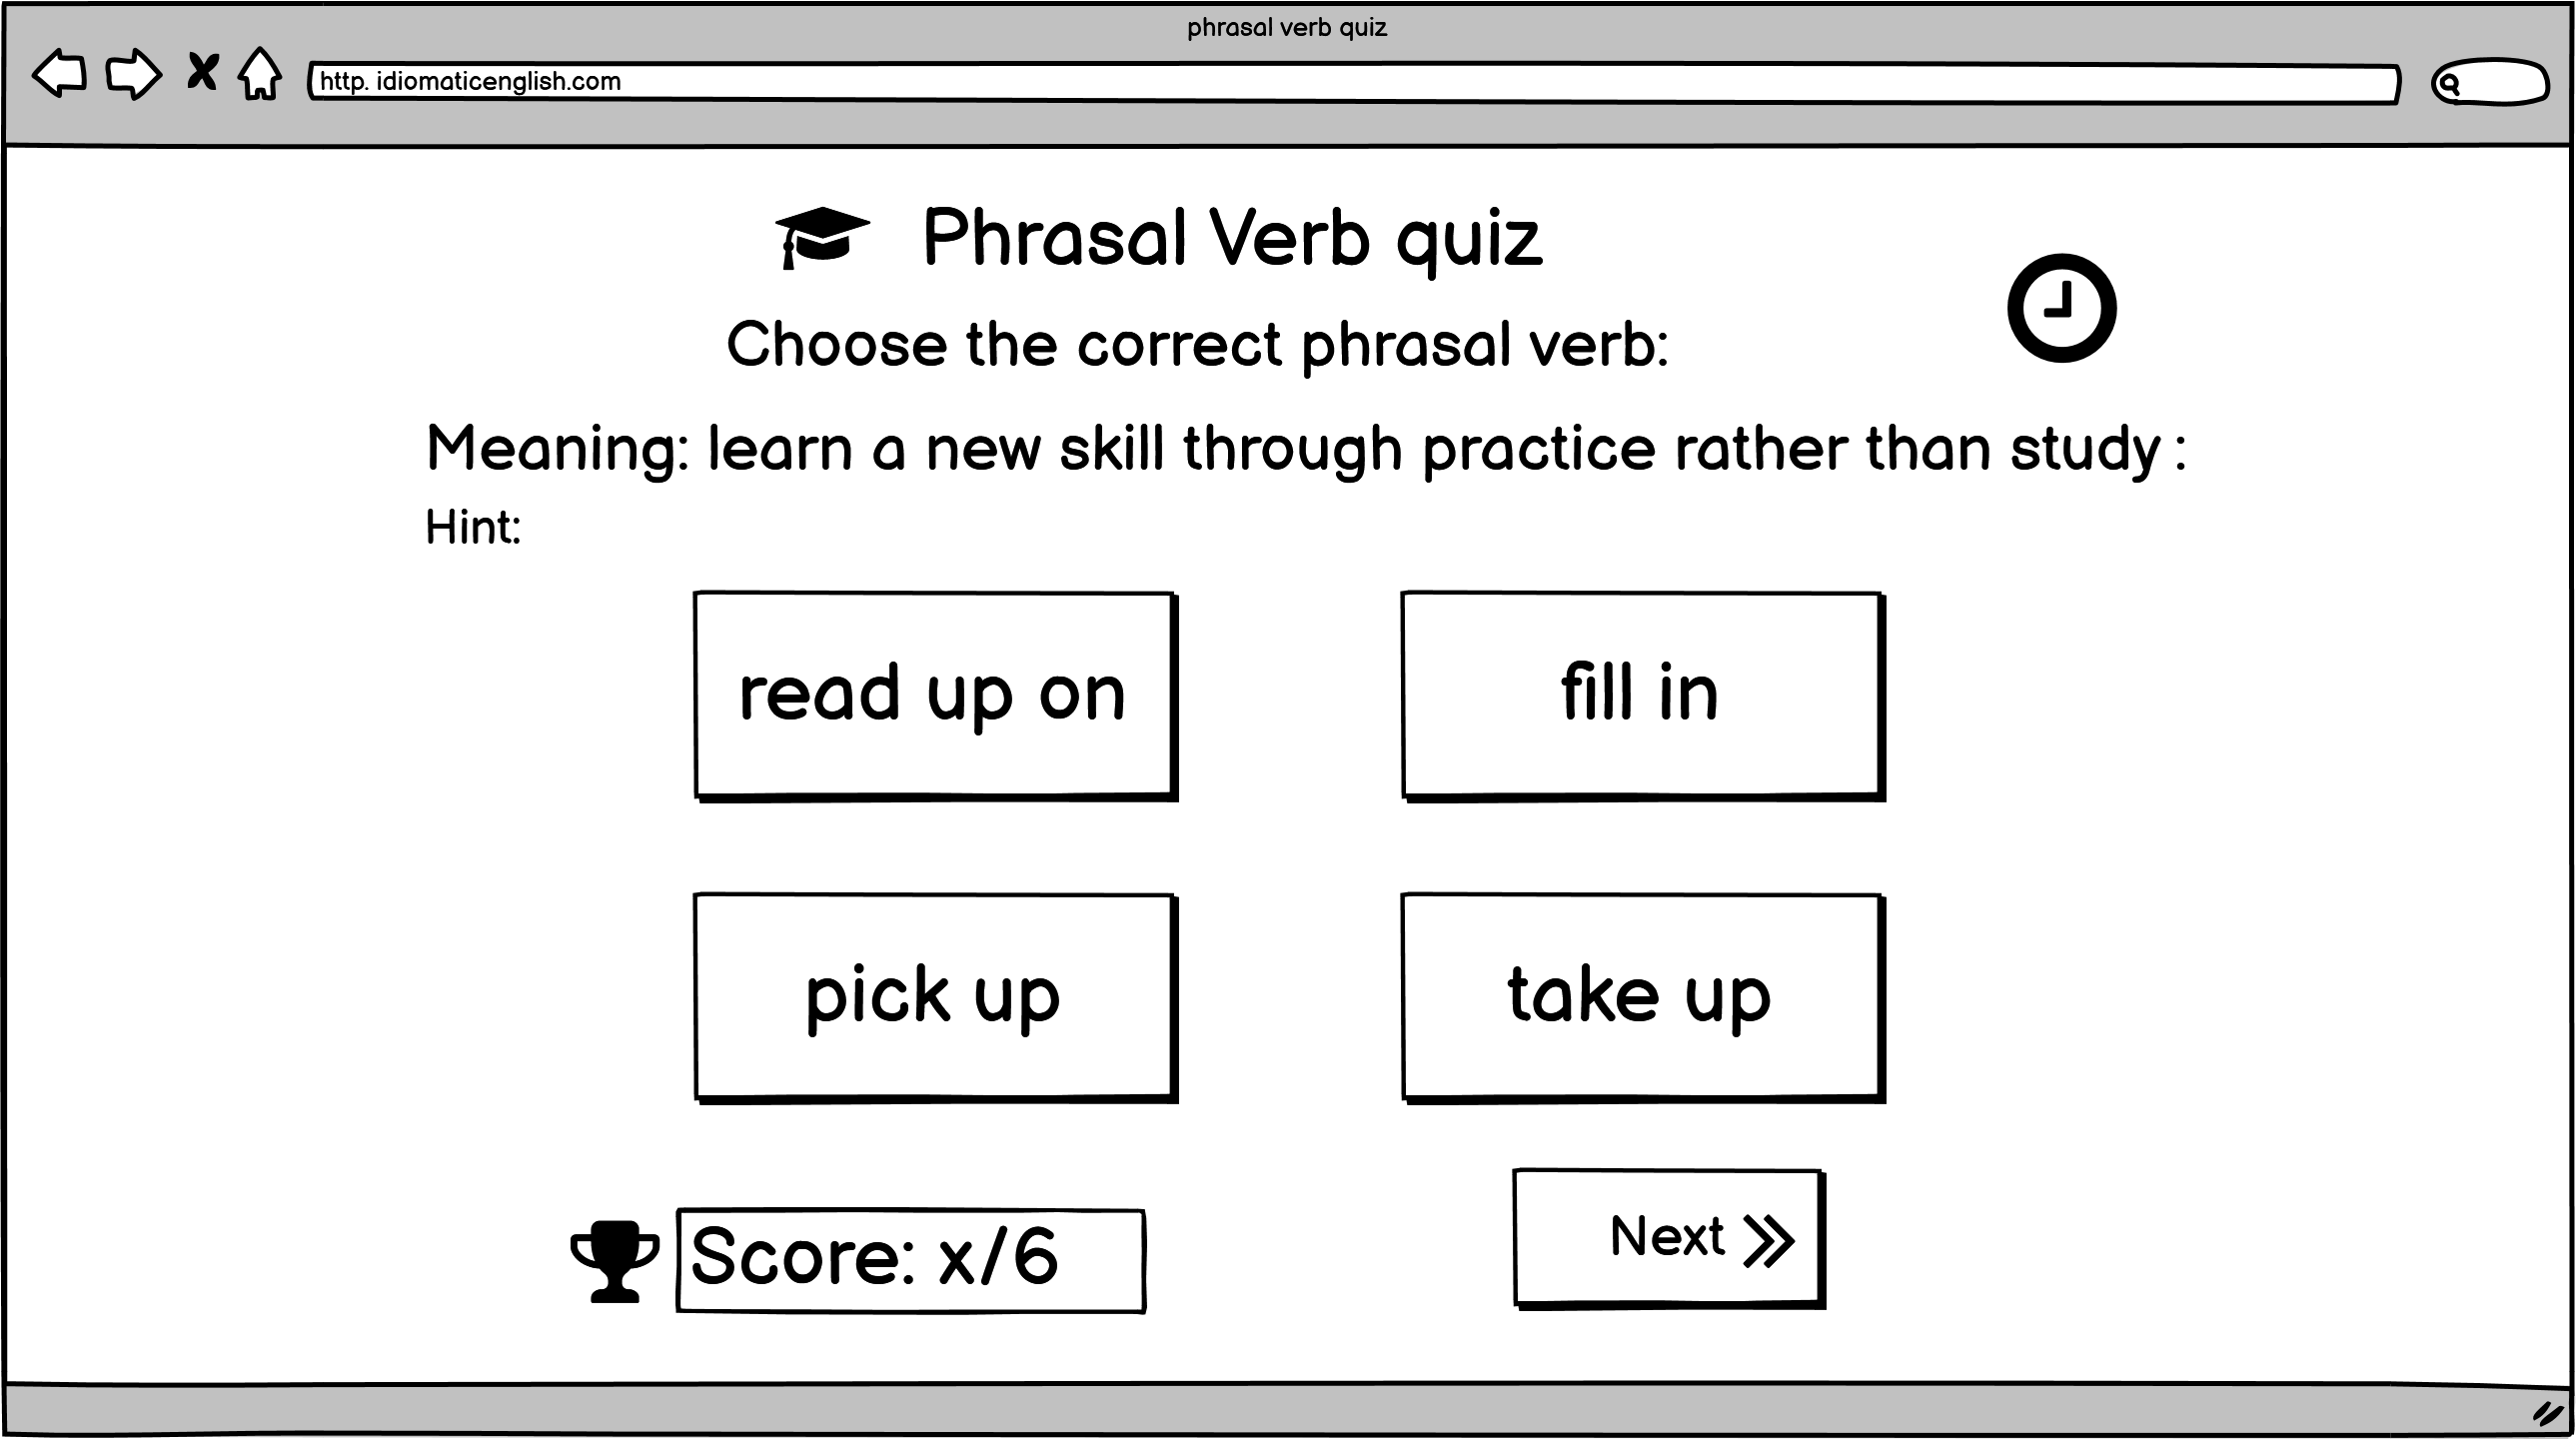 phrasal verb quiz
http. idiomaticenglish.com
Phrasal Verb quiz
Choose the correct phrasal verb:
Meaning: learn a new skill through practice rather than study :
Hint:
read up on
fill in
pick up
take up
Score: x/6
Next